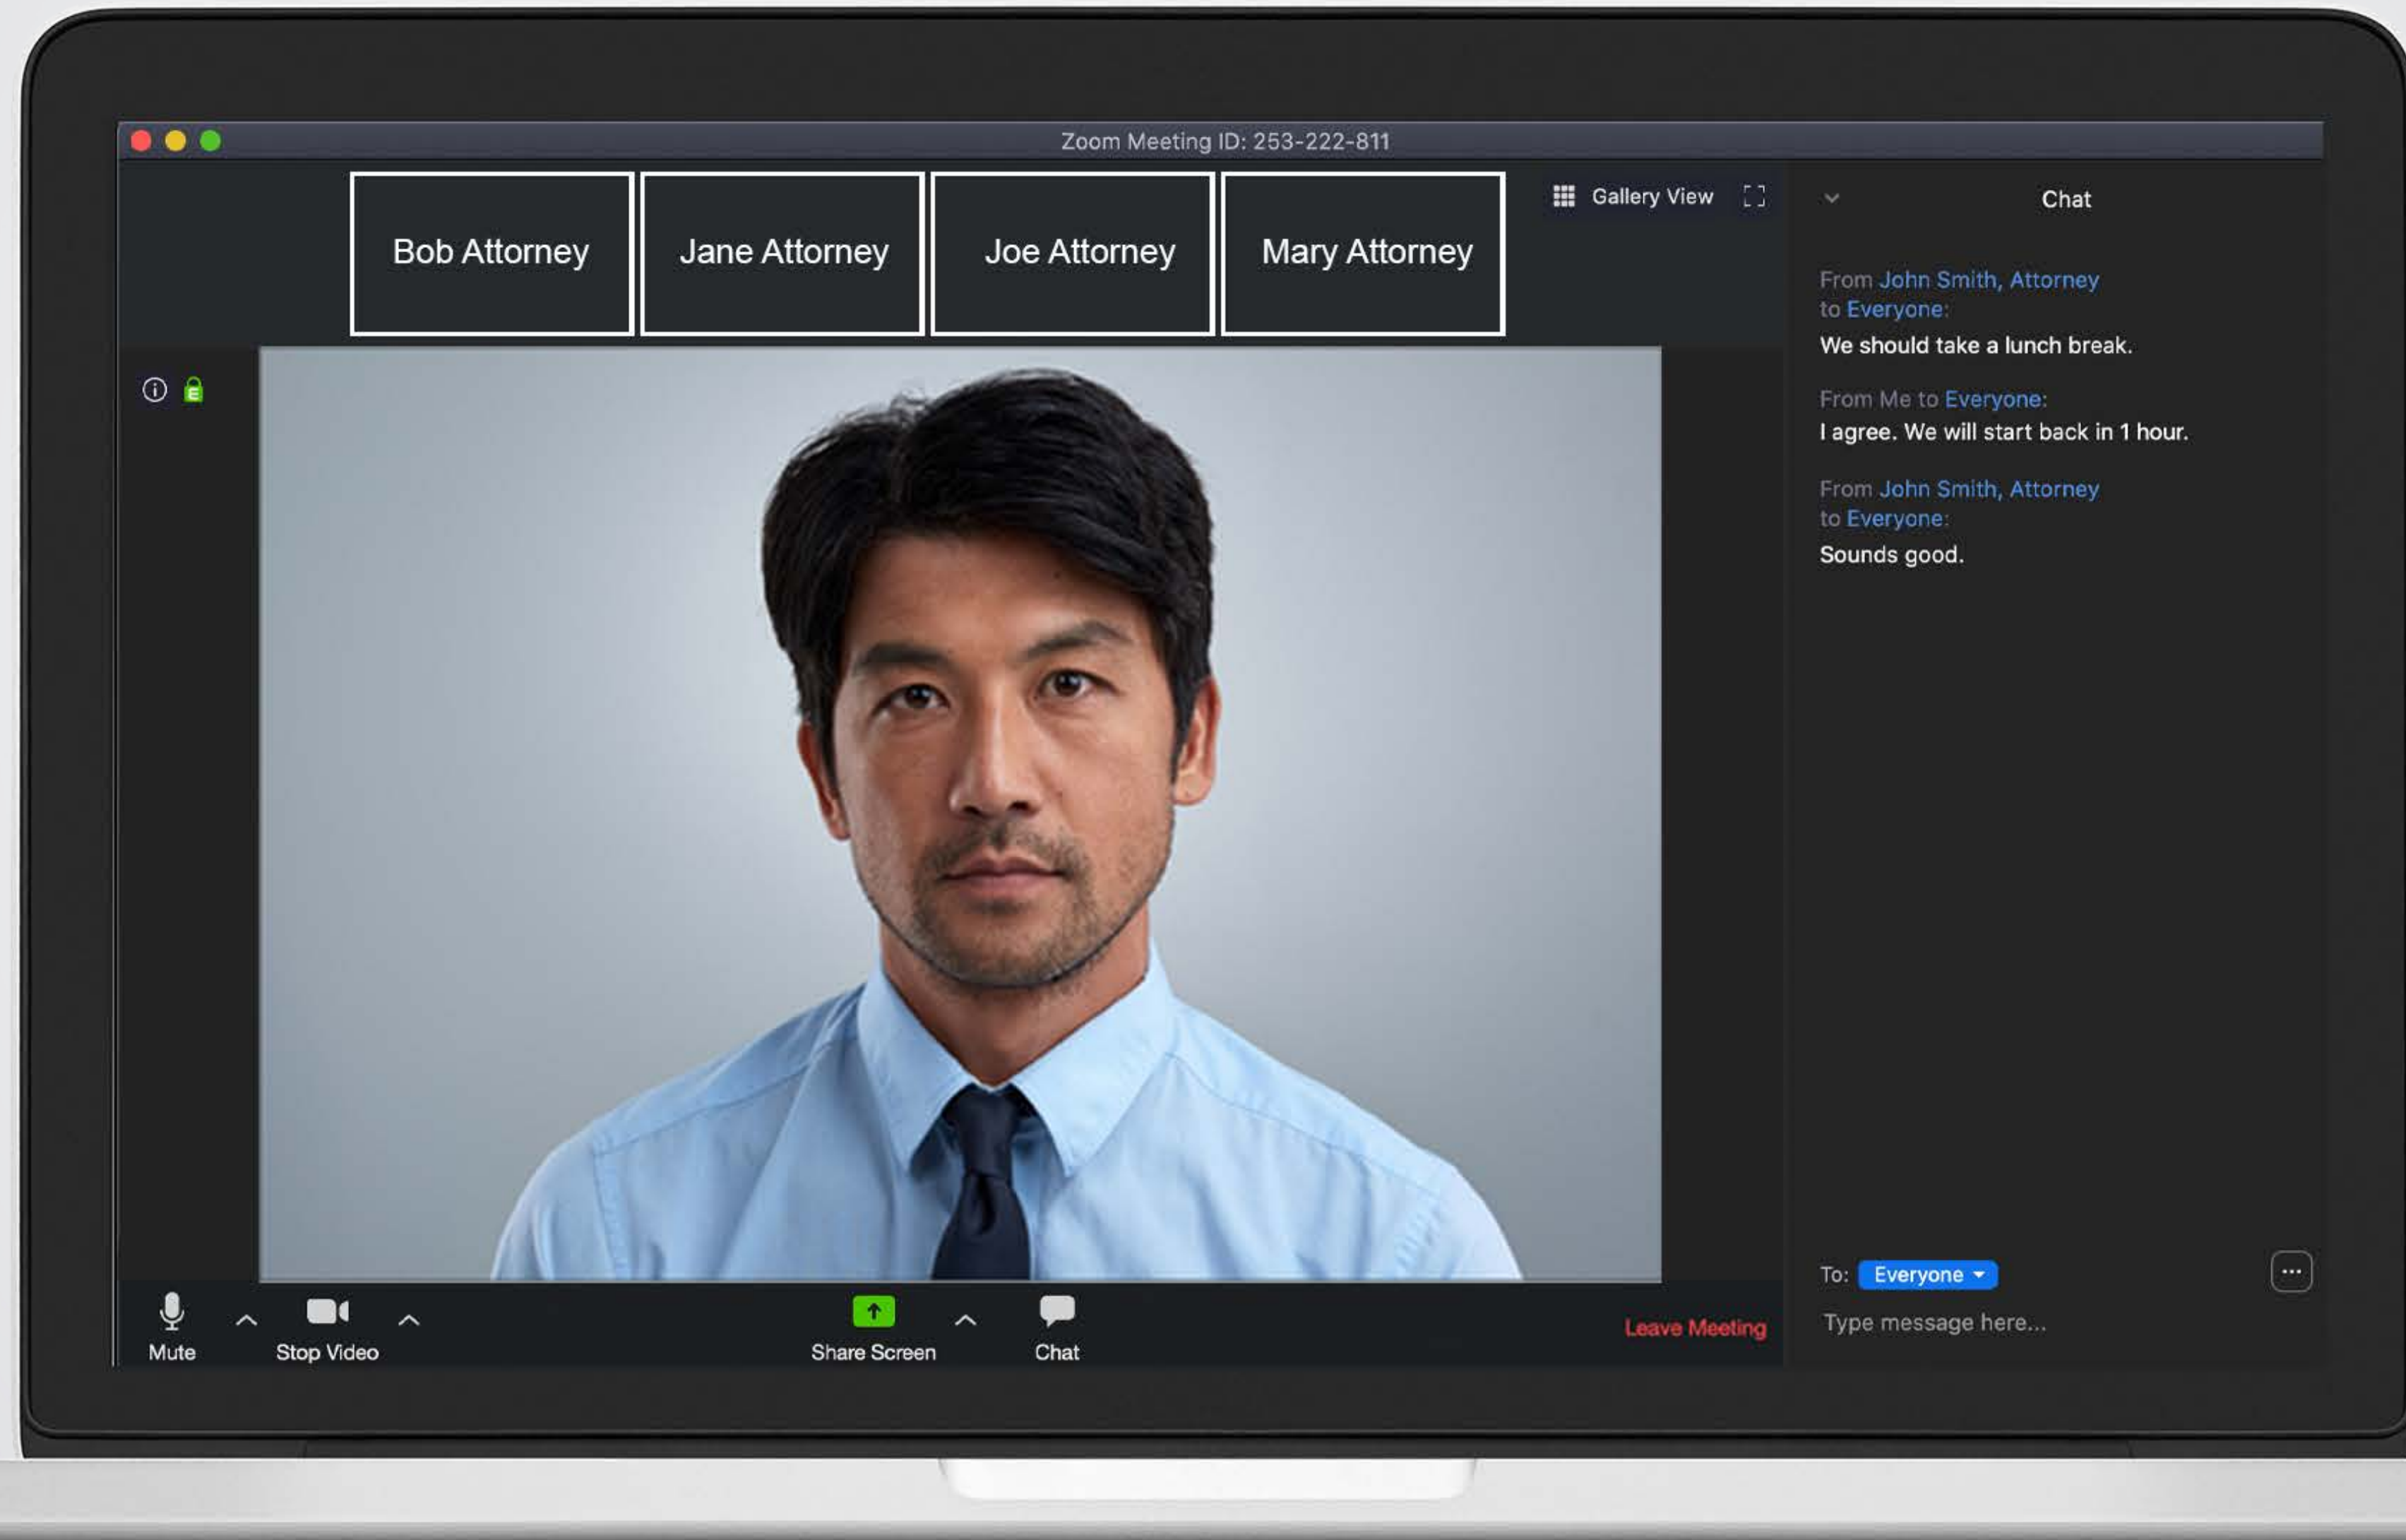 Zoom Meeting ID: 253-222-811
Bob Attorney
Jane Attorney
Joe Attorney
Mary Attorney
Gallery View
Chat
From John Smith, Attorney
to Everyone:
We should take a lunch break.
From Me to Everyone:
I agree. We will start back in 1 hour.
From John Smith, Attorney
to Everyone:
Sounds good.
To: Everyone
Type message here...
Mute
Stop Video
Share Screen
Chat
Leave Meeting